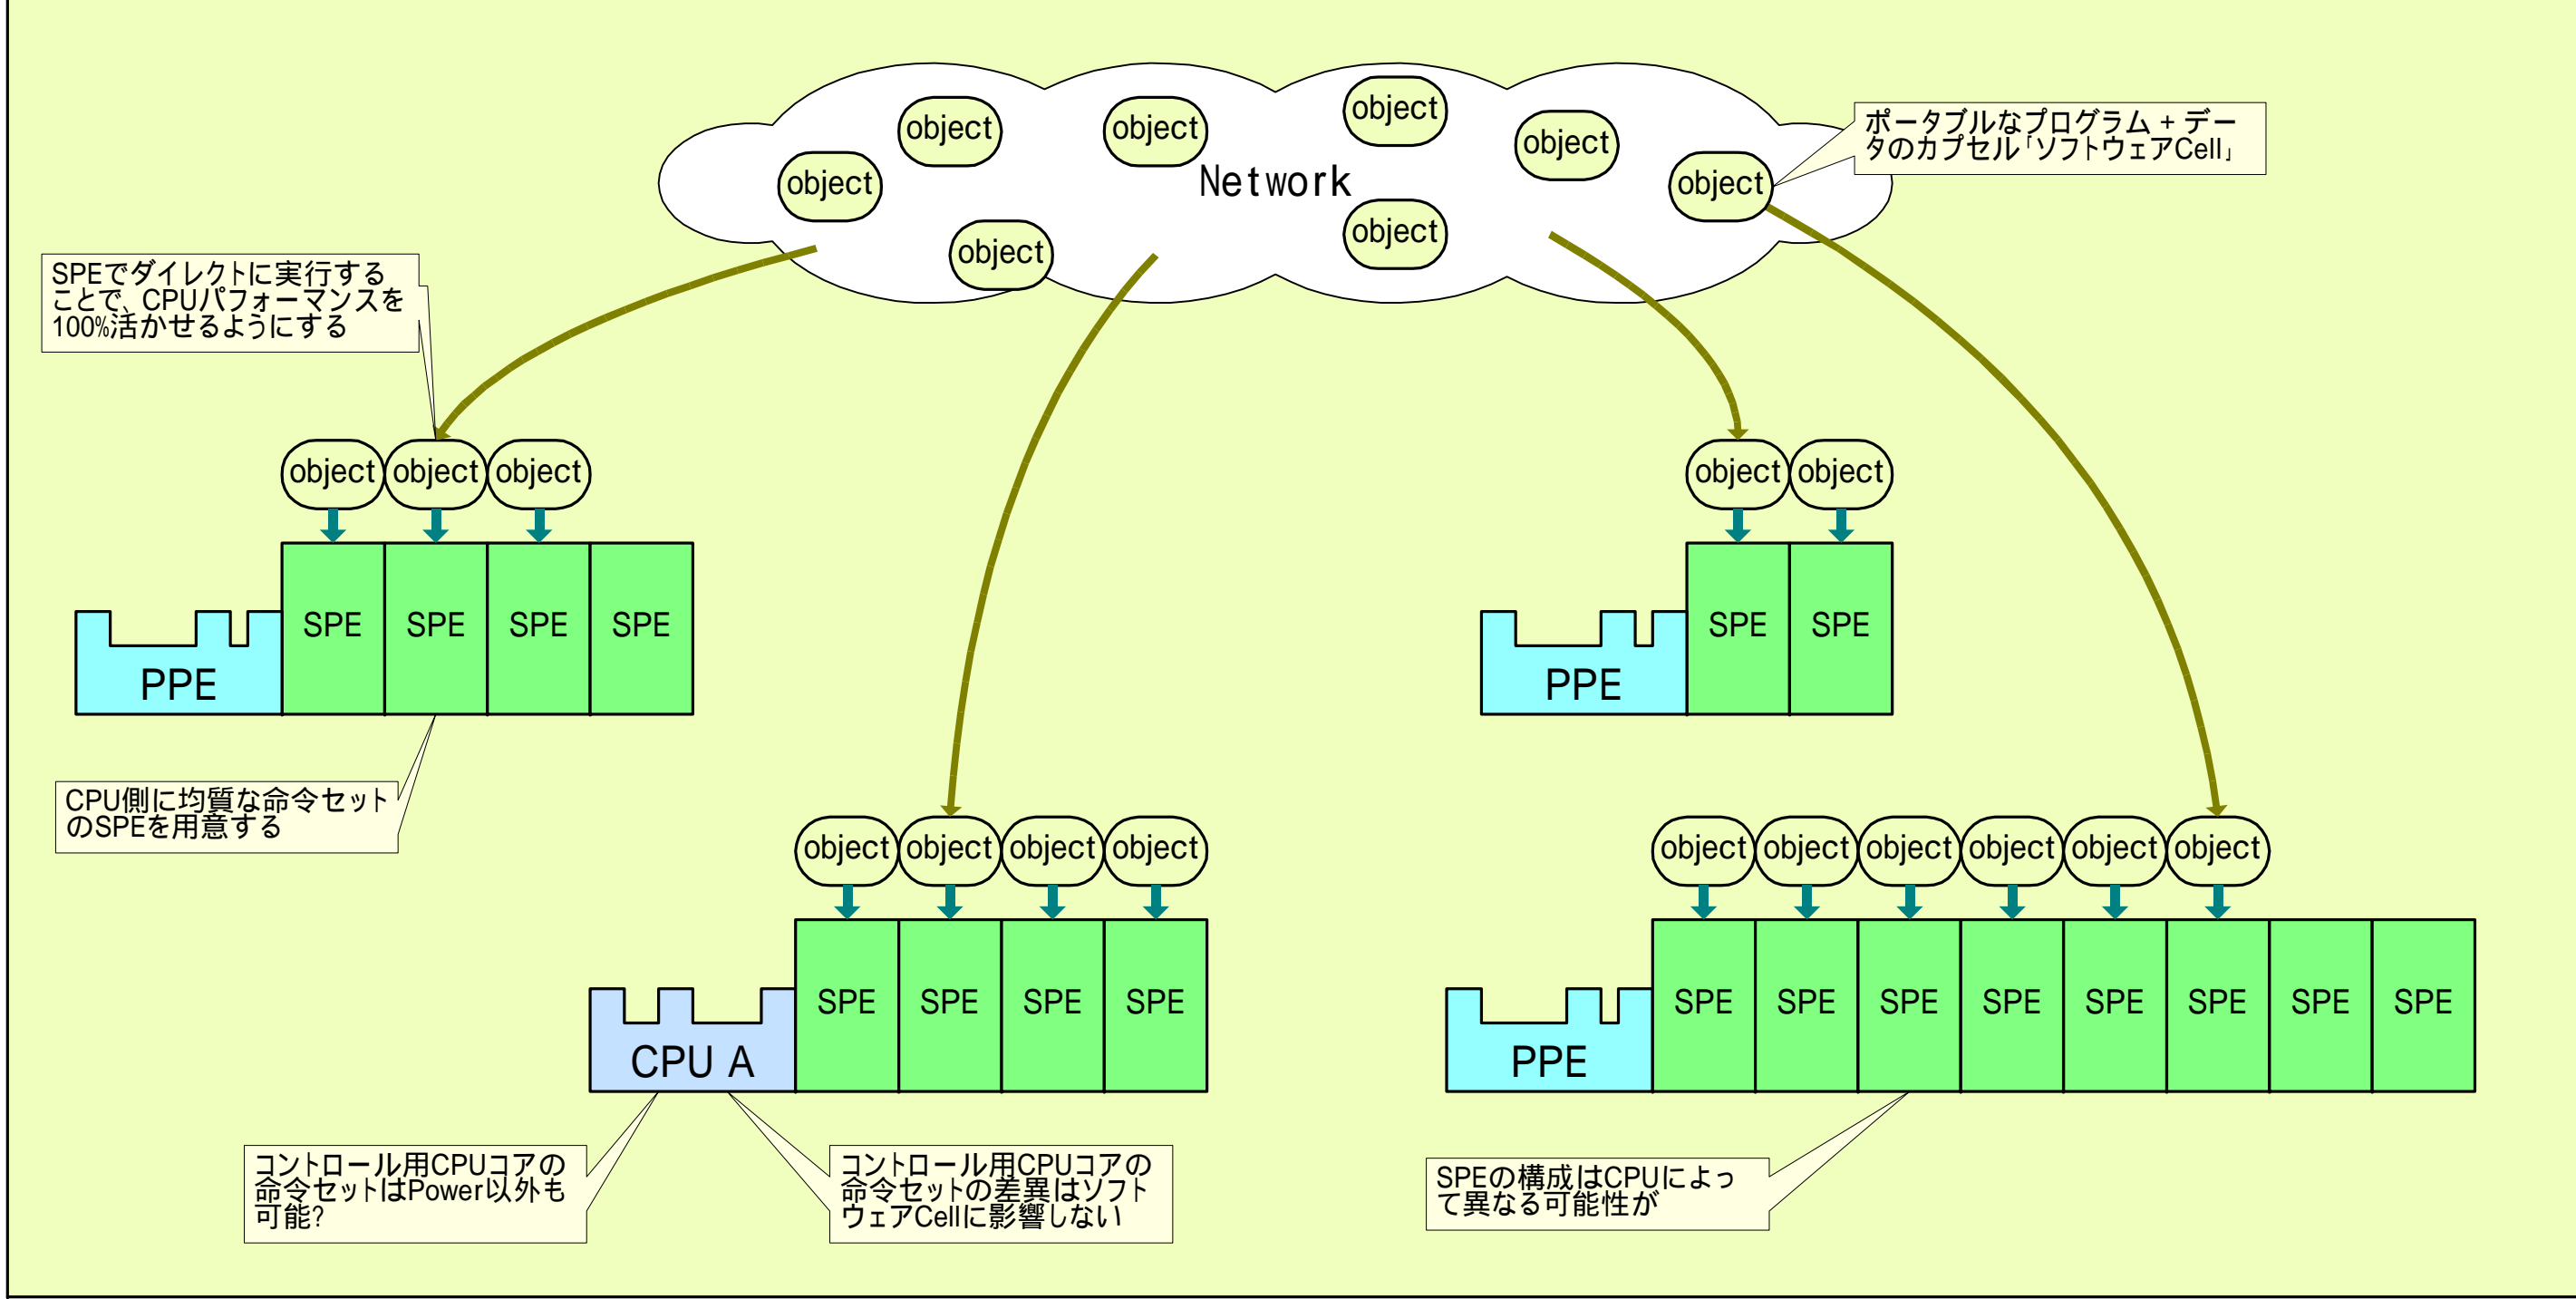 object
object
object
object
object
object
object
object
Network
ポータブルなプログラム + デー
タのカプセル「ソフトウェアCell」
SPEでダイレクトに実行する
ことで、CPUパフォーマンスを
100%活かせるようにする
object object object
object object
SPE SPE SPE SPE
PPE
SPE SPE
PPE
CPU側に均質な命令セット
のSPEを用意する
object object object object
object object object object object object
SPE SPE SPE SPE
CPU A
SPE SPE SPE SPE SPE SPE SPE SPE
PPE
コントロール用CPUコアの
命令セットはPower以外も
可能?
コントロール用CPUコアの
命令セットの差異はソフト
ウェアCellに影響しない
SPEの構成はCPUによっ
て異なる可能性が